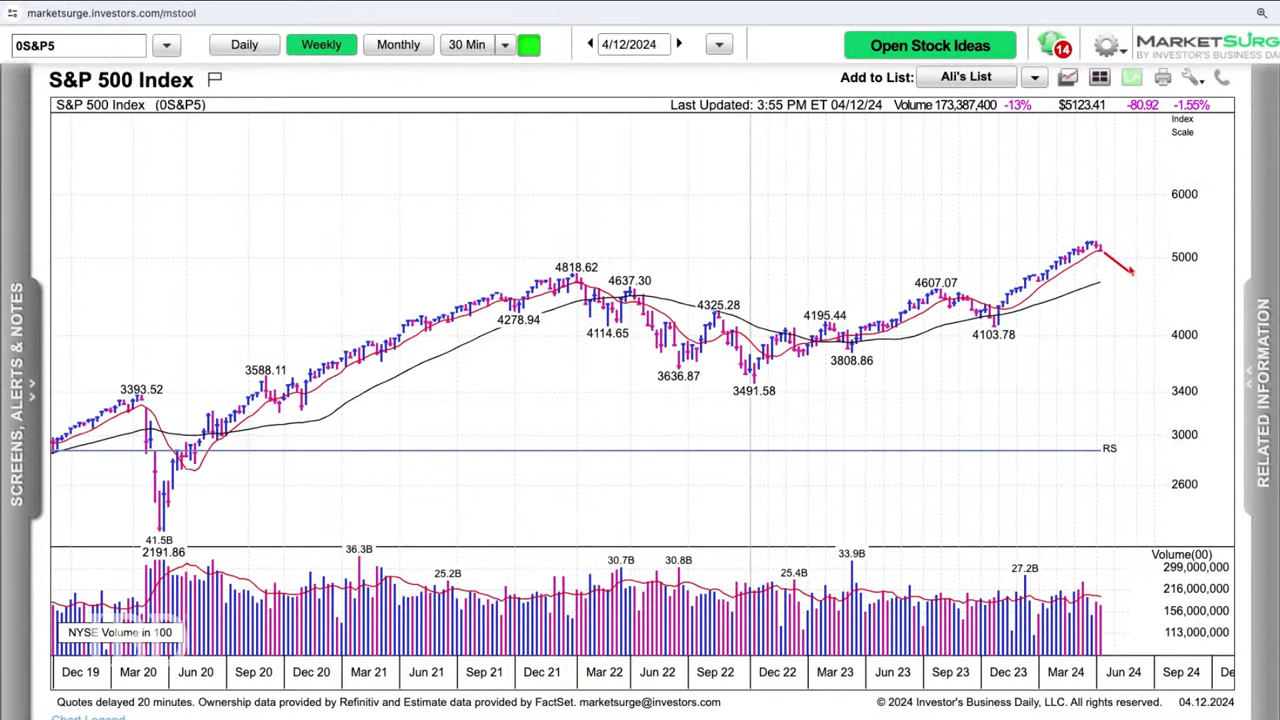 marketsurge.investors.com/mstool
0S&P5
Daily
Weekly
Monthly
30 Min
4/12/2024
Open Stock Ideas
14
MARKETSURG
BY INVESTOR'S BUSINESS DAI
S&P 500 Index
Add to List:
Ali's List
S&P 500 Index (0S&P5)
Last Updated: 3:55 PM ET 04/12/24 Volume 173,387,400 -13% $5123.41 -80.92 -1.55%
Index
Scale
6000
5000
4000
3400
3000
2600
4818.62
4637.30
4607.07
4325.28
4278.94
4195.44
4114.65
4103.78
3588.11
3808.86
3636.87
3393.52
3491.58
RS
41.5B
2191.86
36.3B
25.2B
30.7B
30.8B
25.4B
33.9B
27.2B
Volume(00)
299,000,000
216,000,000
156,000,000
113,000,000
NYSE Volume in 100
Dec 19
Mar 20
Jun 20
Sep 20
Dec 20
Mar 21
Jun 21
Sep 21
Dec 21
Mar 22
Jun 22
Sep 22
Dec 22
Mar 23
Jun 23
Sep 23
Dec 23
Mar 24
Jun 24
Sep 24
De
Quotes delayed 20 minutes. Ownership data provided by Refinitiv and Estimate data provided by FactSet. marketsurge@investors.com
© 2024 Investor's Business Daily, LLC. All rights reserved.
04.12.2024
Chart Legend
SCREENS, ALERTS & NOTES
RELATED INFORMATION